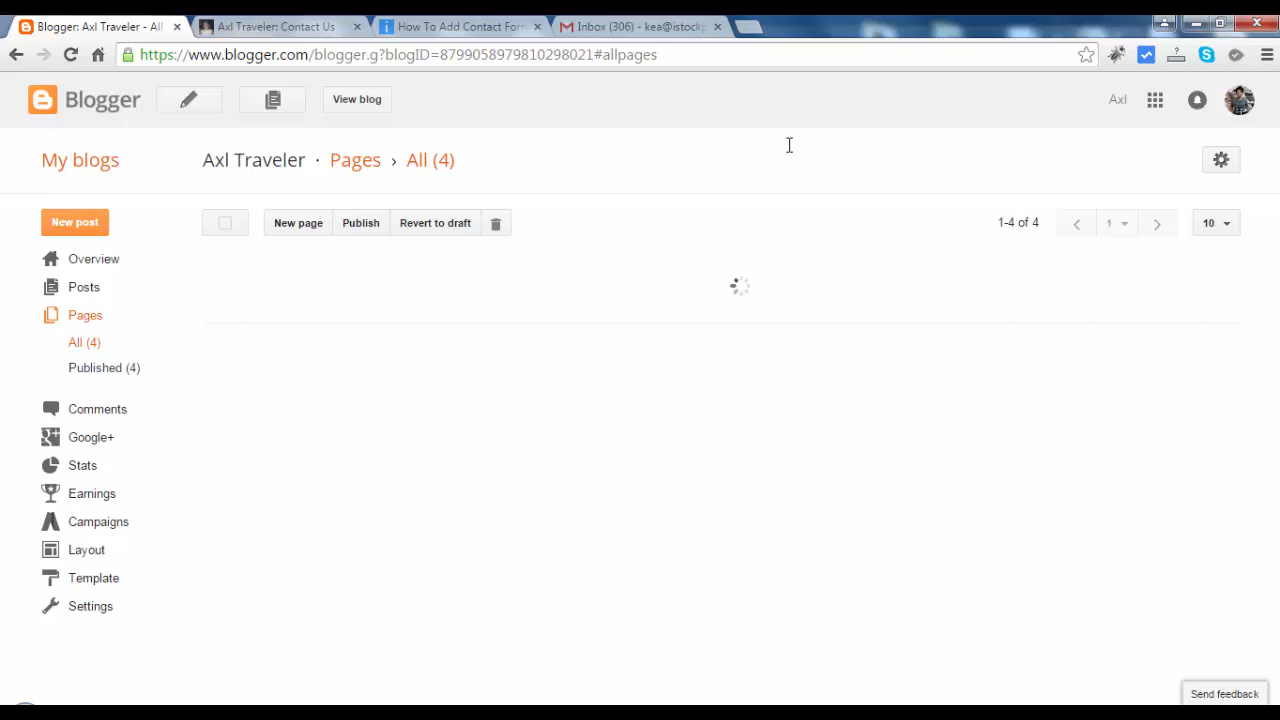 Blogger: Axl Traveler - All
Axl Traveler: Contact Us
How To Add Contact Form
Inbox (306) - kea@istockp
https://www.blogger.com/blogger.g?blogID=8799058979810298021#allpages
Blogger
View blog
Axl
My blogs
Axl Traveler · Pages › All (4)
New post
New page
Publish
Revert to draft
1-4 of 4
1
10
Overview
Posts
Pages
All (4)
Published (4)
Comments
Google+
Stats
Earnings
Campaigns
Layout
Template
Settings
Send feedback